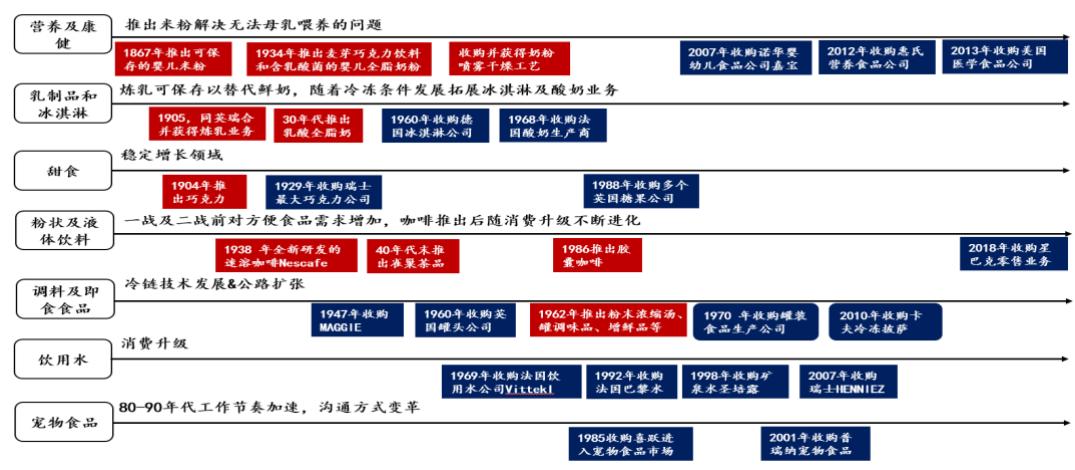 营养及康
健
推出米粉解决无法母乳喂养的问题
1867年推出可保
存的婴儿米粉
1934年推出麦芽巧克力饮料
和含乳酸菌的婴儿全脂奶粉
收购并获得奶粉
喷雾干燥工艺
2007年收购诺华婴
幼儿食品公司嘉宝
2012年收购惠氏
营养食品公司
2013年收购美国
医学食品公司
乳制品和
冰淇淋
炼乳可保存以替代鲜奶，随着冷冻条件发展拓展冰淇淋及酸奶业务
1905，同英瑞合
并获得炼乳业务
30年代推出
乳酸全脂奶
1960年收购德
国冰淇淋公司
1968年收购法
国酸奶生产商
甜食
稳定增长领域
1904年推
出巧克力
1929年收购瑞士
最大巧克力公司
1988年收购多个
英国糖果公司
粉状及液
体饮料
一战及二战前对方便食品需求增加，咖啡推出后随消费升级不断进化
1938 年全新研发的
速溶咖啡Nescafe
40年代末推
出雀巢茶品
1986推出胶
囊咖啡
2018年收购星
巴克零售业务
调料及即
食食品
冷链技术发展&公路扩张
1947年收购
MAGGIE
1960年收购英
国罐头公司
1962年推出粉末浓缩汤、
罐调味品、增鲜品等
1970 年收购罐装
食品生产公司
2010年收购卡
夫冷冻披萨
饮用水
消费升级
1969年收购法国饮
用水公司Vittekl
1992年收购
法国巴黎水
1998年收购矿
泉水圣培露
2007年收购
瑞士HENNIEZ
宠物食品
80-90年代工作节奏加速，沟通方式变革
1985收购喜跃进
入宠物食品市场
2001年收购普
瑞纳宠物食品